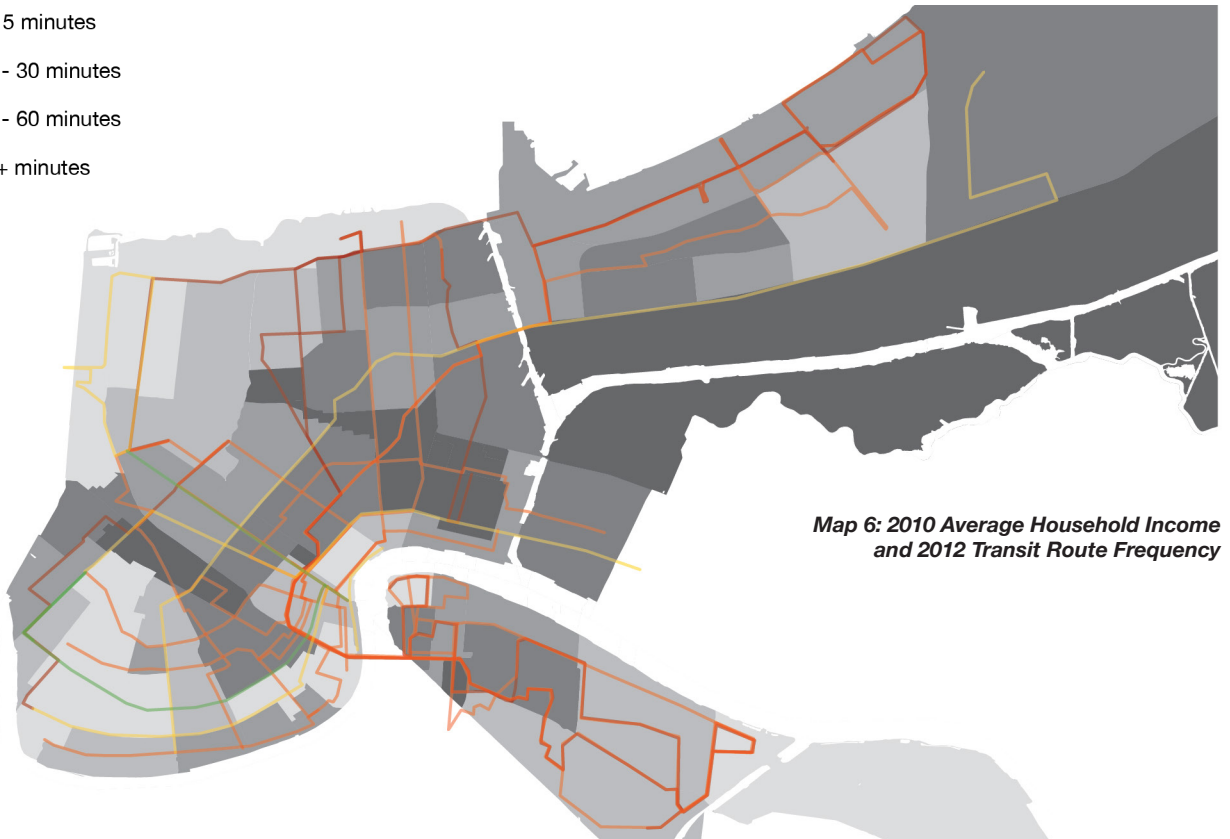 5 minutes
- 30 minutes
- 60 minutes
+ minutes
Map 6: 2010 Average Household Income
and 2012 Transit Route Frequency